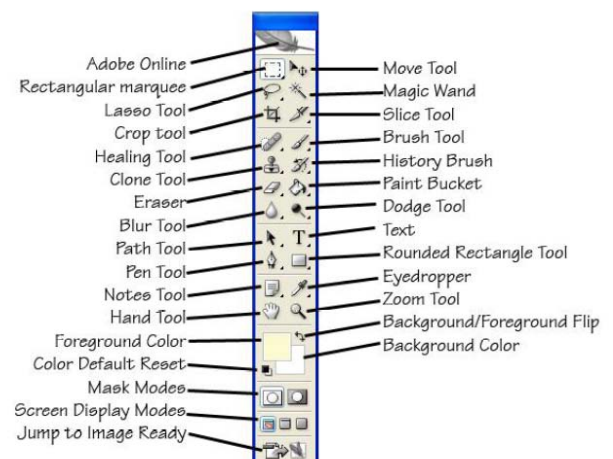 Adobe Online
Rectangular marquee
Lasso Tool
Crop tool
Healing Tool
Clone Tool
Eraser
Blur Tool
Path Tool
Pen Tool
Notes Tool
Hand Tool
Foreground Color
Color Default Reset
Mask Modes
Screen Display Modes
Jump to Image Ready
T
Move Tool
Magic Wand
Slice Tool
Brush Tool
History Brush
Paint Bucket
Dodge Tool
Text
Rounded Rectangle Tool
Eyedropper
Zoom Tool
Background/Foreground Flip
Background Color